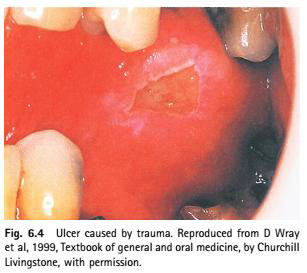 Fig. 6.4 Ulcer caused by trauma. Reproduced from D Wray
et al, 1999, Textbook of general and oral medicine, by Churchill
Livingstone, with permission.